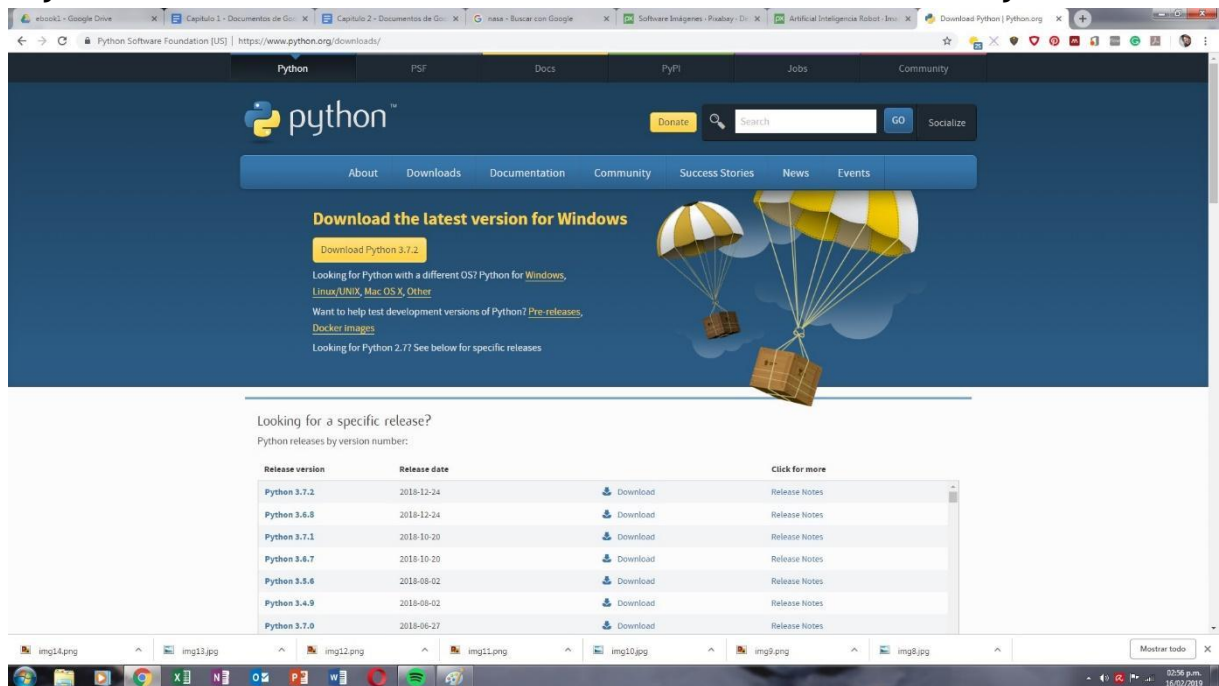 ebook1 - Google Drive
Capitulo 1 - Documentos de Go
Capitulo 2 - Documentos de Go
nasa - Buscar con Google
Software Imágenes - Pixabay - D
Artificial Inteligencia Robot - Im
Download Python | Python.org
Python Software Foundation [US] | https://www.python.org/downloads/
Python PSF Docs PyPI Jobs Community
python™
Donate Search GO Socialize
About Downloads Documentation Community Success Stories News Events
Download the latest version for Windows
Download Python 3.7.2
Looking for Python with a different OS? Python for Windows,
Linux/UNIX, Mac OS X, Other
Want to help test development versions of Python? Pre-releases,
Docker images
Looking for Python 2.7? See below for specific releases
Looking for a specific release?
Python releases by version number:
Release version Release date Click for more
Python 3.7.2 2018-12-24 Download Release Notes
Python 3.6.8 2018-12-24 Download Release Notes
Python 3.7.1 2018-10-20 Download Release Notes
Python 3.6.7 2018-10-20 Download Release Notes
Python 3.5.6 2018-08-02 Download Release Notes
Python 3.4.9 2018-08-02 Download Release Notes
Python 3.7.0 2018-06-27 Download Release Notes
img14.png img13.jpg img12.png img11.png img10.jpg img9.png img8.jpg Mostrar todo
02:56 p.m.
16/02/2019